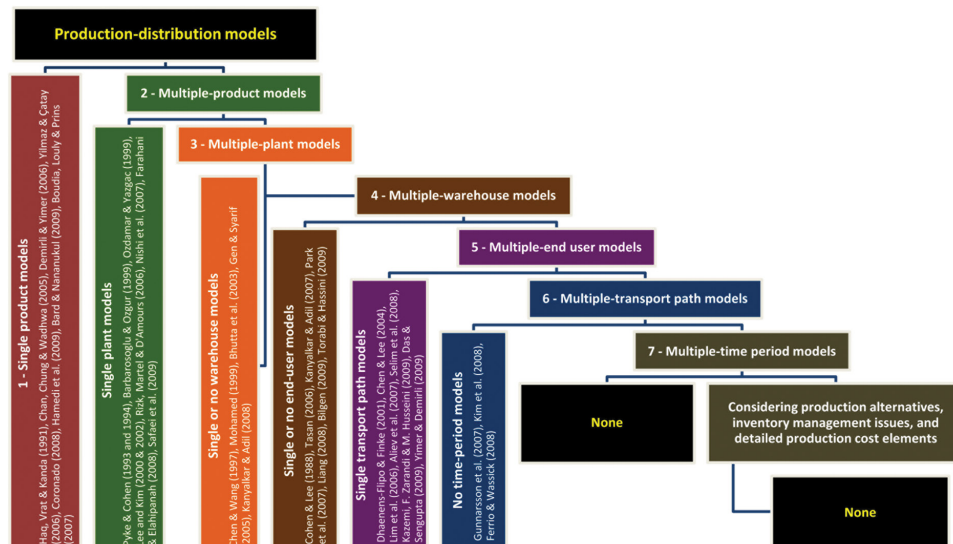 Production-distribution models
1 - Single product models
Haq, Vrat & Kanda (1991), Chan, Chung & Wadhwa (2005), Demirli & Yimer (2006), Yilmaz & Çatay
(2006), Coronado (2008), Hamedi et al. (2009), Bard & Nananukul (2009), Boudia, Louly & Prins
(2007)
2 - Multiple-product models
Single plant models
Pyke & Cohen (1993 and 1994), Barbarosoglu & Ozgur (1999), Ozdamar & Yazgac (1999),
Lee and Kim (2000 & 2002), Rizk, Martel & D'Amours (2006), Nishi et al. (2007), Farahani
& Elahipanah (2008), Safaei et al. (2009)
3 - Multiple-plant models
Single or no warehouse models
Chen & Wang (1997), Mohamed (1999), Bhutta et al. (2003), Gen & Syarif
(2005), Kanyalkar & Adil (2008)
4 - Multiple-warehouse models
Single or no end-user models
Cohen & Lee (1988), Tasan (2006), Kanyalkar & Adil (2007), Park
et al. (2007), Liang (2008), Bilgen (2009), Torabi & Hassini (2009)
5 - Multiple-end user models
Single transport path models
Dhaenens-Flipo & Finke (2001), Chen & Lee (2004),
Lim et al. (2006), Aliev et al. (2007), Selim et al. (2008),
Kazemi, F. Zarandi & M. Husseini (2009), Das &
Sengupta (2009), Yimer & Demirli (2009)
6 - Multiple-transport path models
No time-period models
Gunnarsson et al. (2007), Kim et al. (2008),
Ferrio & Wassick (2008)
7 - Multiple-time period models
None
Considering production alternatives,
inventory management issues, and
detailed production cost elements
None